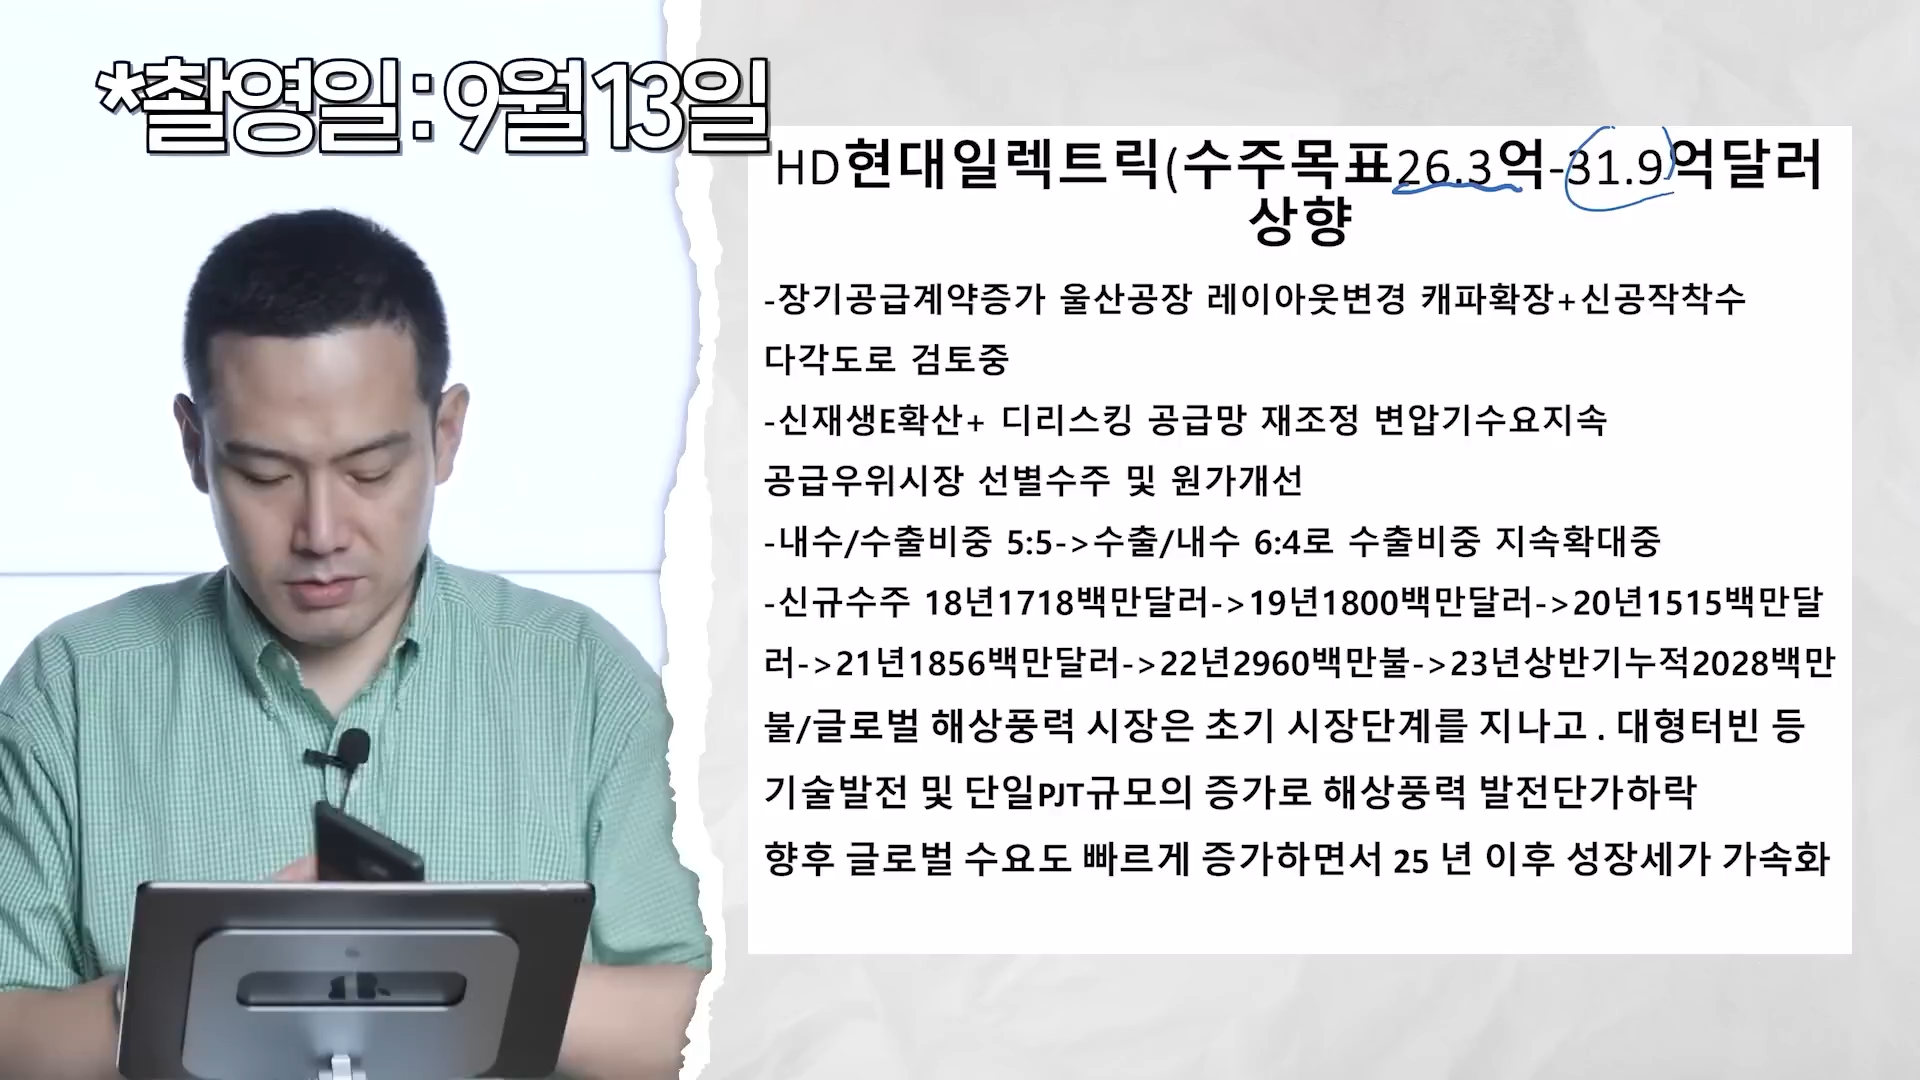 *촬영일:9월13일
HD현대일렉트릭(수주목표26.3억-31.9억달러
상향
-장기공급계약증가 울산공장 레이아웃변경 캐파확장+신공작착수
다각도로 검토중
-신재생E확산+ 디리스킹 공급망 재조정 변압기수요지속
공급우위시장 선별수주 및 원가개선
-내수/수출비중 5:5->수출/내수 6:4로 수출비중 지속확대중
-신규수주 18년1718백만달러->19년1800백만달러->20년1515백만달
러->21년1856백만달러->22년2960백만불->23년상반기누적2028백만
불/글로벌 해상풍력 시장은 초기 시장단계를 지나고 . 대형터빈 등
기술발전 및 단일PJT규모의 증가로 해상풍력 발전단가하락
향후 글로벌 수요도 빠르게 증가하면서 25 년 이후 성장세가 가속화